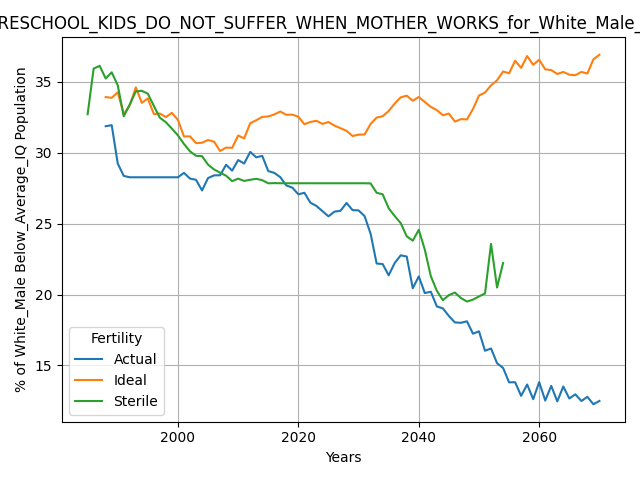 RESCHOOL_KIDS_DO_NOT_SUFFER_WHEN_MOTHER_WORKS_for_White_Male_
% of White_Male Below_Average_IQ Population
35
30
25
20
15
Fertility
Actual
Ideal
Sterile
2000
2020
2040
2060
Years